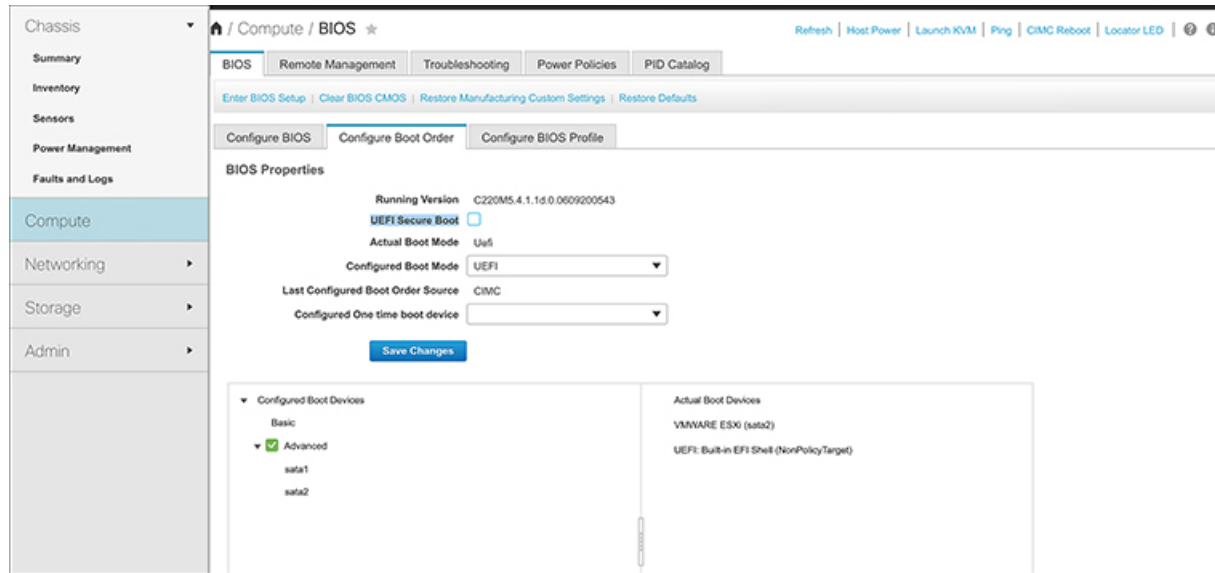 Chassis
Summary
Inventory
Sensors
Power Management
Faults and Logs
Compute
Networking
Storage
Admin
/ Compute / BIOS
Refresh | Host Power | Launch KVM | Ping | CIMC Reboot | Locator LED |
BIOS Remote Management Troubleshooting Power Policies PID Catalog
Enter BIOS Setup | Clear BIOS CMOS | Restore Manufacturing Custom Settings | Restore Defaults
Configure BIOS Configure Boot Order Configure BIOS Profile
BIOS Properties
Running Version C220M5.4.1.1d.0.0609200543
UEFI Secure Boot
Actual Boot Mode Uefi
Configured Boot Mode UEFI
Last Configured Boot Order Source CIMC
Configured One time boot device
Save Changes
Configured Boot Devices
Basic
Advanced
sata1
sata2
Actual Boot Devices
VMWARE ESXi (sata2)
UEFI: Built-in EFI Shell (NonPolicyTarget)